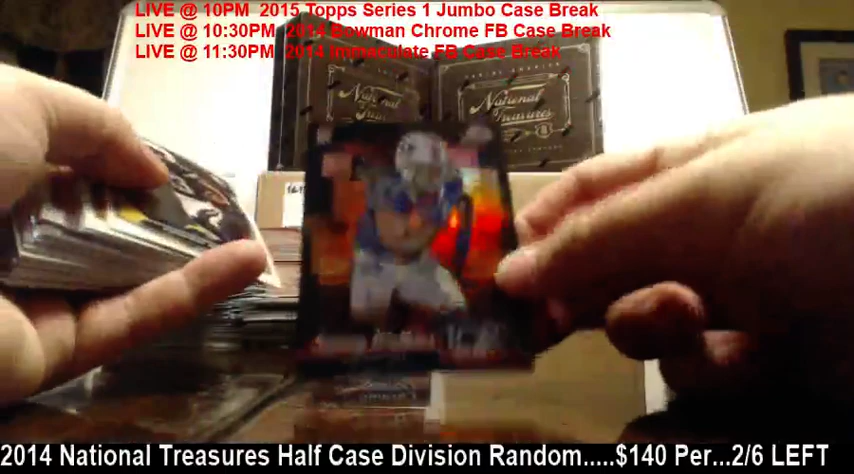 LIVE @ 10PM 2015 Topps Series 1 Jumbo Case Break
LIVE @ 10:30PM 2014 Bowman Chrome FB Case Break
LIVE @ 11:30PM 2014 Immaculate FB Case Break
National
Treasures
National
Treasures
2014 National Treasures Half Case Division Random.....$140 Per...2/6 LEFT